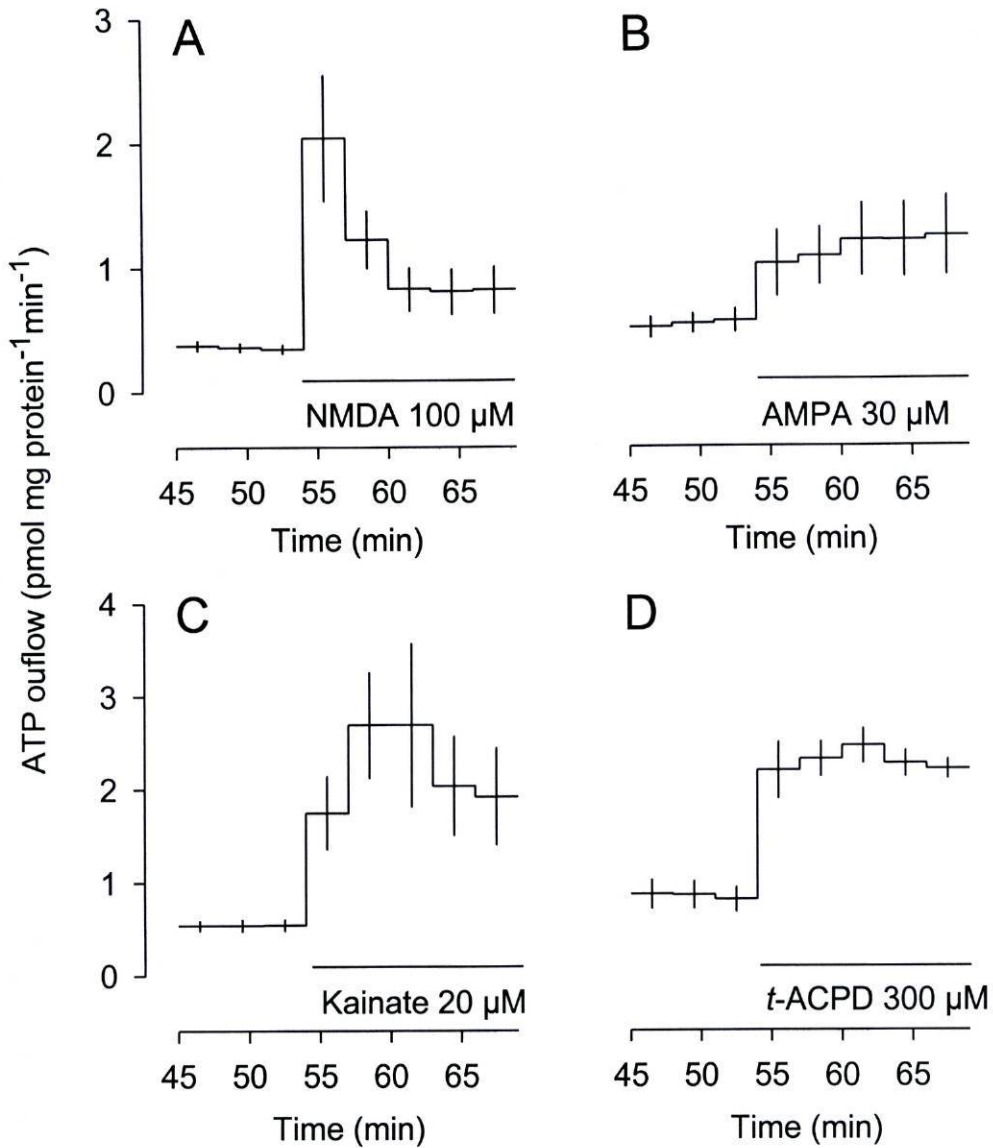 ATP ouflow (pmol mg protein⁻¹min⁻¹)
A
3
2
1
0
NMDA 100 µM
45 50 55 60 65
Time (min)
B
AMPA 30 µM
45 50 55 60 65
Time (min)
C
4
3
2
1
0
Kainate 20 µM
45 50 55 60 65
Time (min)
D
t-ACPD 300 µM
45 50 55 60 65
Time (min)